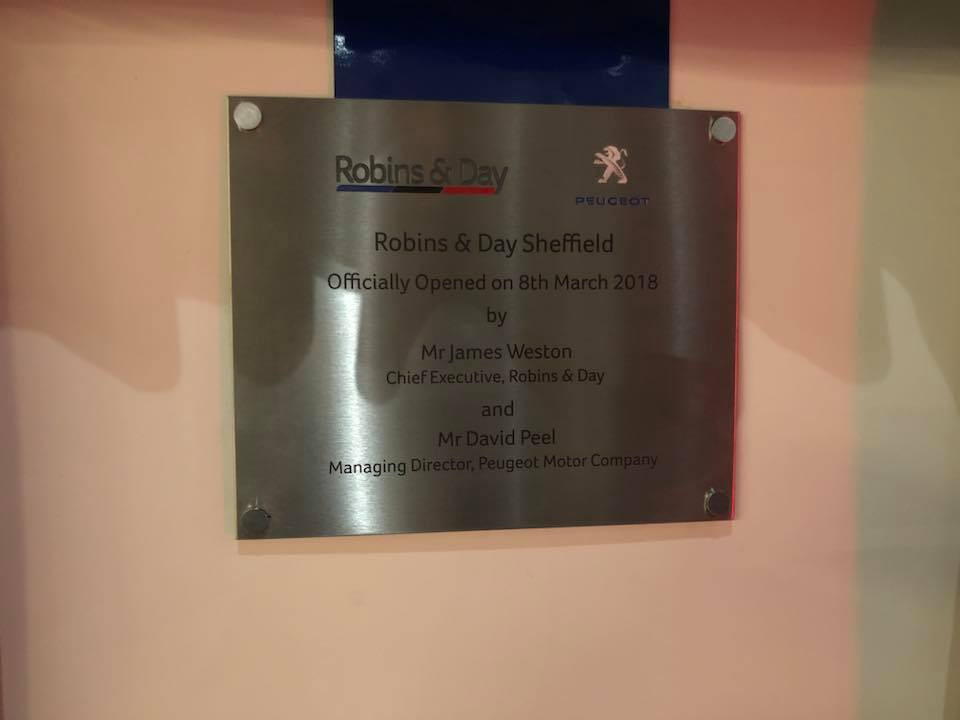 Robins & Day
PEUGEOT
Robins & Day Sheffield
Officially Opened on 8th March 2018
by
Mr James Weston
Chief Executive, Robins & Day
and
Mr David Peel
Managing Director, Peugeot Motor Company